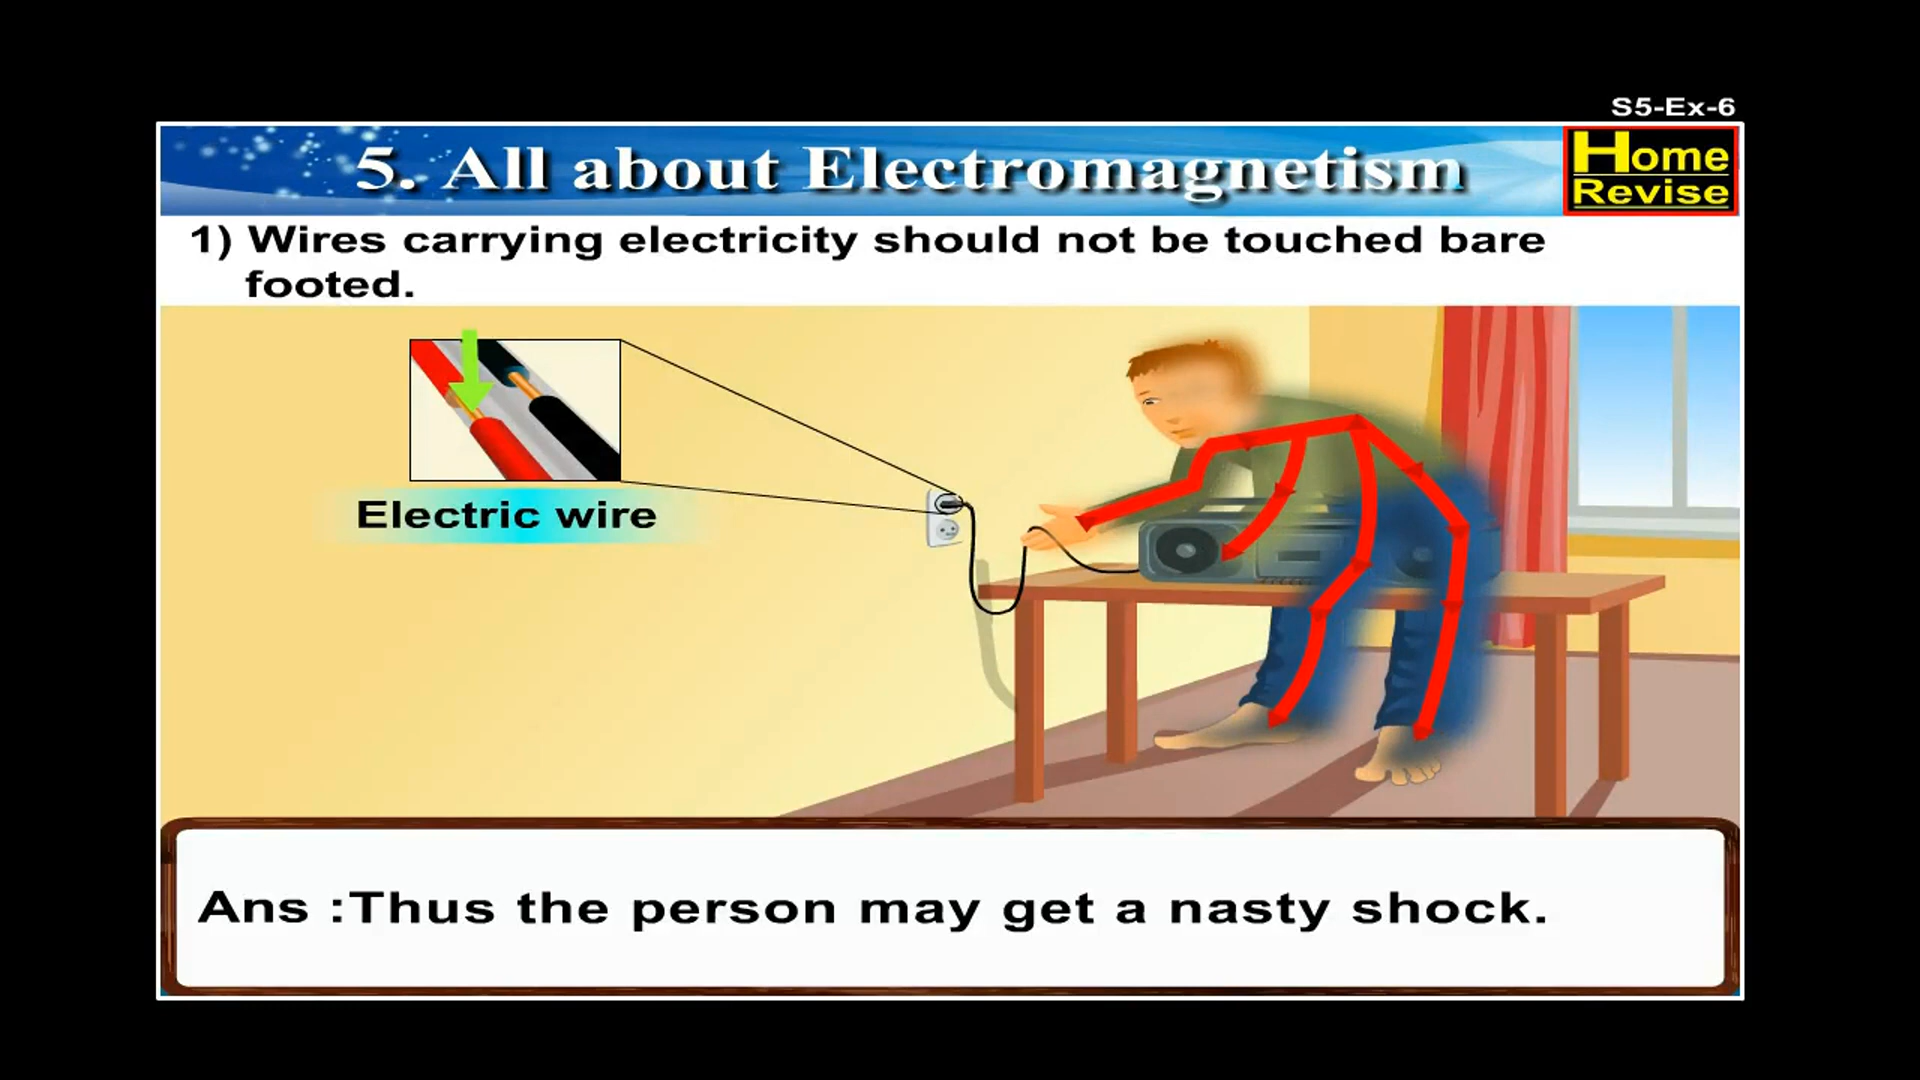 S5-Ex-6
5. All about Electromagnetism
Home
Revise
1) Wires carrying electricity should not be touched bare
footed.
Electric wire
Ans :Thus the person may get a nasty shock.